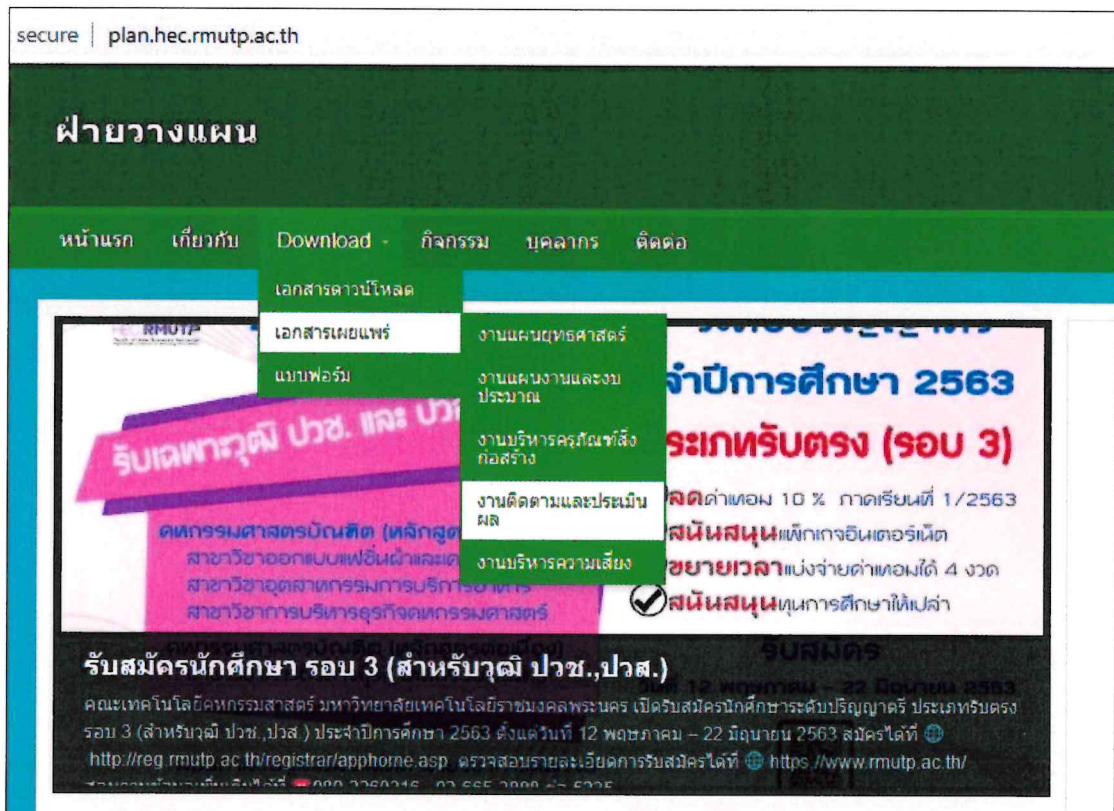 secure | plan.hec.rmutp.ac.th
ฝ่ายวางแผน
หน้าแรก เกี่ยวกับ Download กิจกรรม บุคลากร ติดต่อ
เอกสารดาวน์โหลด
เอกสารเผยแพร่
แบบฟอร์ม
งานแผนยุทธศาสตร์
งานแผนงานและงบ
ประมาณ
งานบริหารครุภัณฑ์สิ่ง
ก่อสร้าง
งานติดตามและประเมิน
ผล
งานบริหารความเสี่ยง
RMUTP
รับเฉพาะวุฒิ ปวช. และ
คหกรรมศาสตรบัณฑิต
สาขาวิชาออกแบบแฟชั่นผ้าและ
สาขาวิชาอุตสาหกรรมการบริการอาหาร
สาขาวิชาการบริหารธุรกิจคหกรรมศาสตร์
จำปีการศึกษา 2563
ระเภทรับตรง (รอบ 3)
ลดค่าเทอม 10 % ภาคเรียนที่ 1/2563
สนันสนุนแพ็กเกจอินเตอร์เน็ต
ขยายเวลาแบ่งจ่ายค่าเทอมได้ 4 งวด
สนันสนุนทุนการศึกษาให้เปล่า
รับสมัคร
วันที่ 12 พฤษภาคม – 22 มิถุนายน 2563
รับสมัครนักศึกษา รอบ 3 (สำหรับวุฒิ ปวช.,ปวส.)
คณะเทคโนโลยีคหกรรมศาสตร์ มหาวิทยาลัยเทคโนโลยีราชมงคลพระนคร เปิดรับสมัครนักศึกษาระดับปริญญาตรี ประเภทรับตรง
รอบ 3 (สำหรับวุฒิ ปวช.,ปวส.) ประจำปีการศึกษา 2563 ตั้งแต่วันที่ 12 พฤษภาคม – 22 มิถุนายน 2563 สมัครได้ที่
http://reg.rmutp.ac.th/registrar/apphome.asp ตรวจสอบรายละเอียดการรับสมัครได้ที่ https://www.rmutp.ac.th/